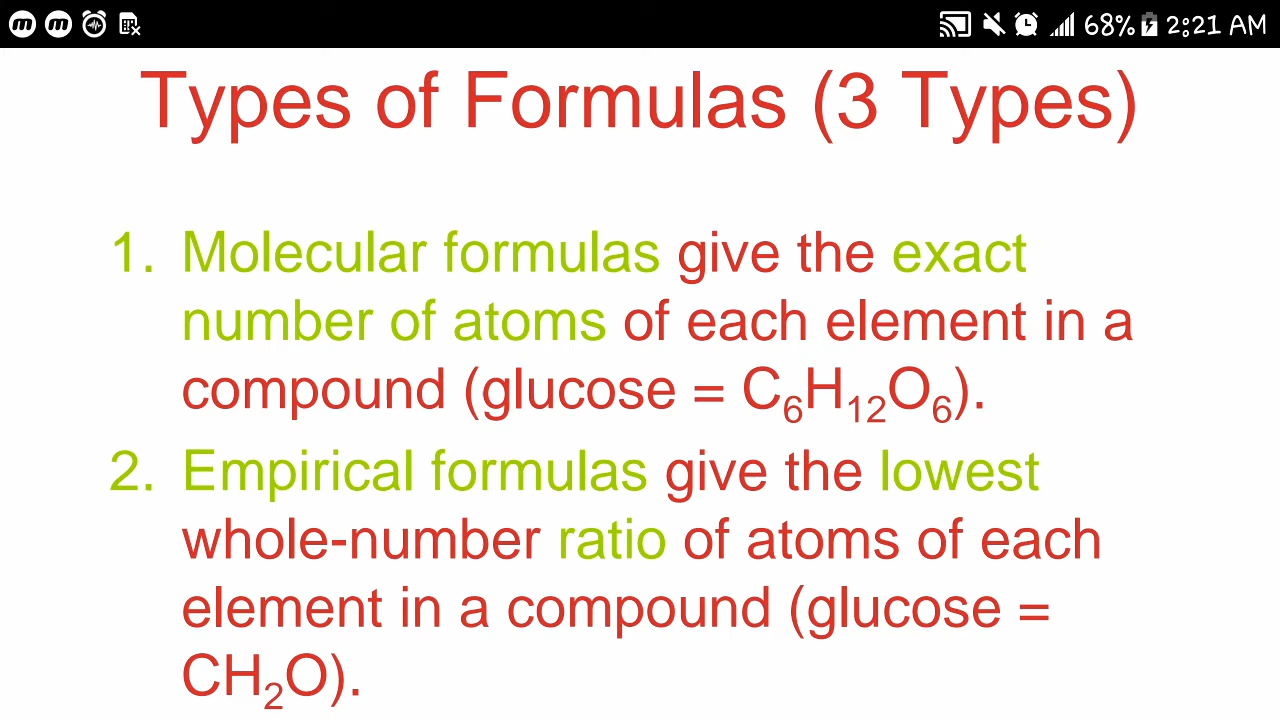 68% 2:21 AM
Types of Formulas (3 Types)
1. Molecular formulas give the exact
number of atoms of each element in a
compound (glucose = C₆H₁₂O₆).
2. Empirical formulas give the lowest
whole-number ratio of atoms of each
element in a compound (glucose =
CH₂O).